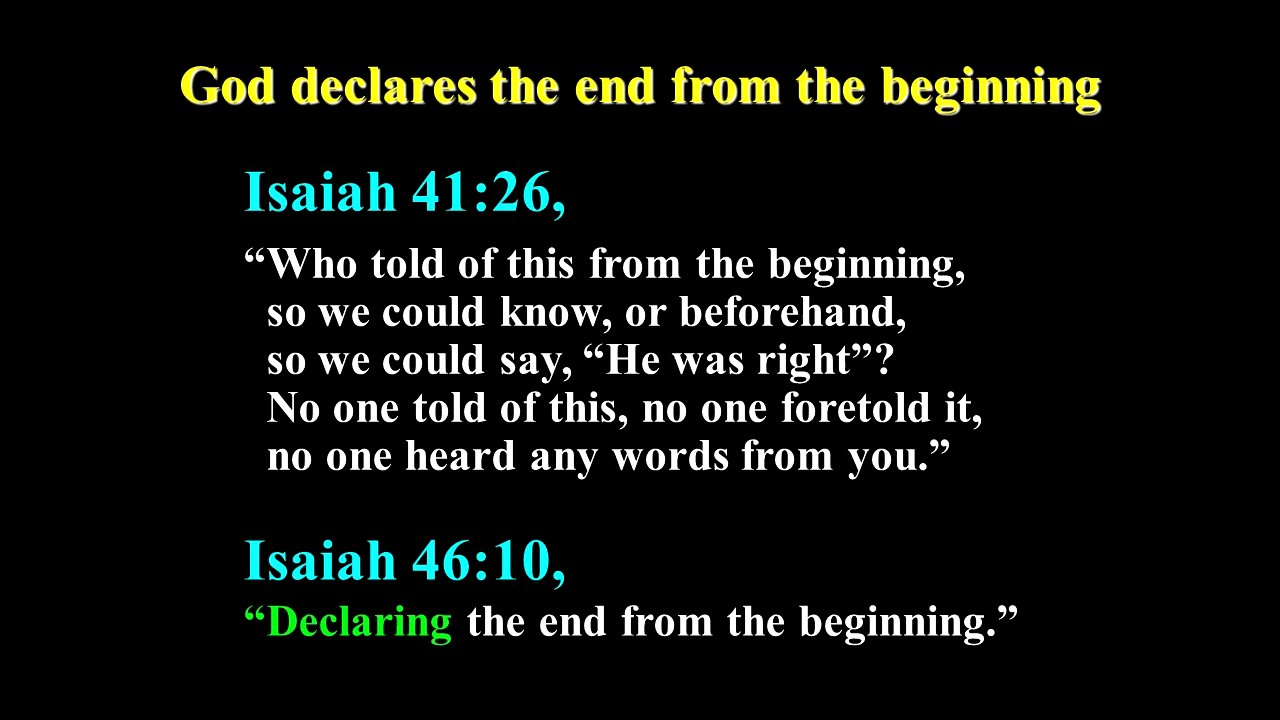 God declares the end from the beginning
Isaiah 41:26,
“Who told of this from the beginning,
so we could know, or beforehand,
so we could say, “He was right”?
No one told of this, no one foretold it,
no one heard any words from you.”
Isaiah 46:10,
“Declaring the end from the beginning.”